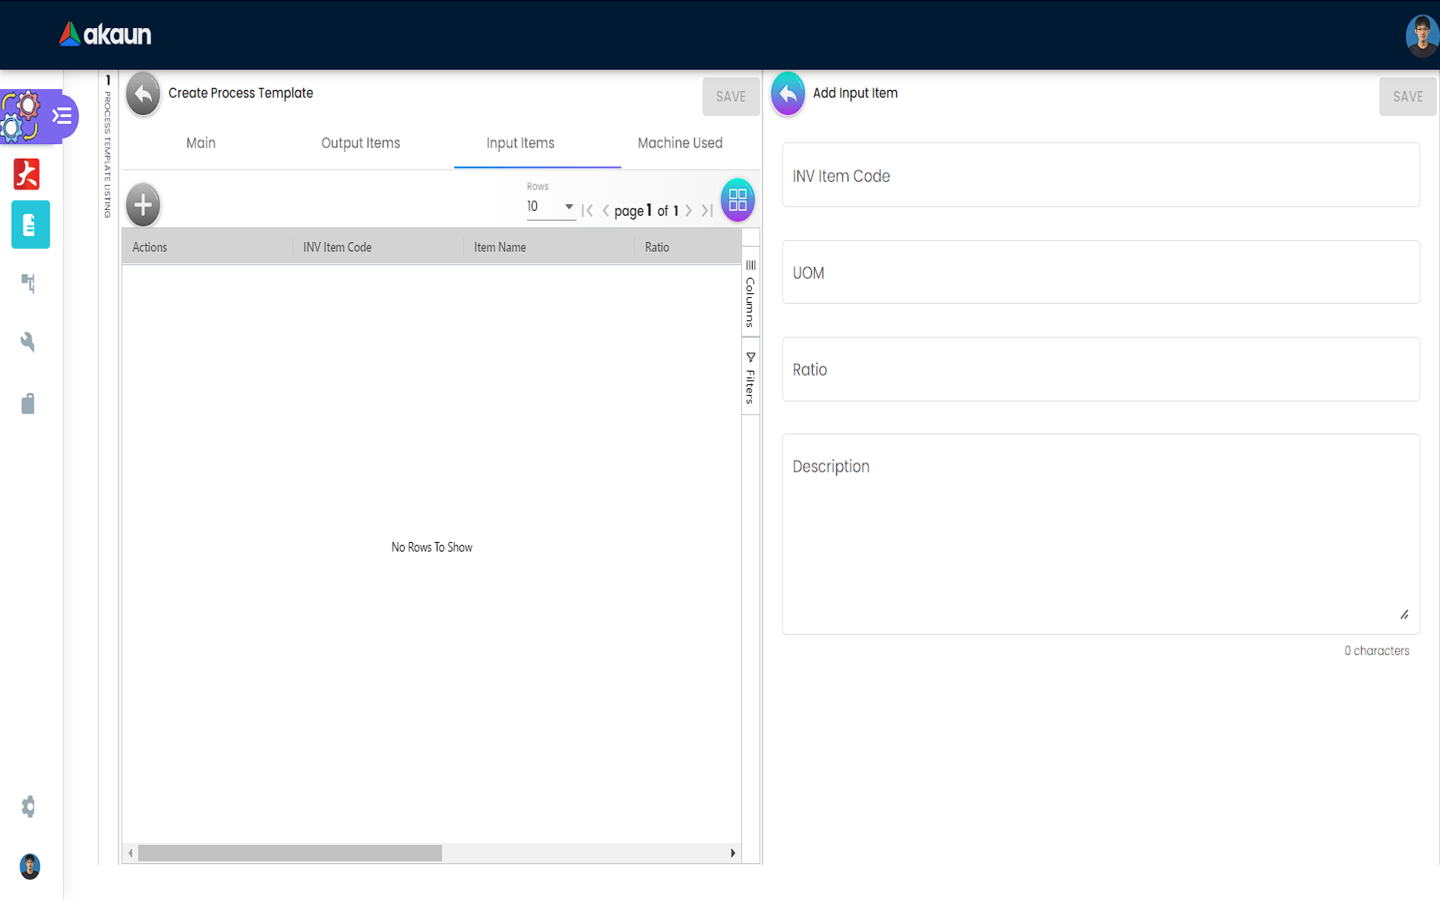 akaun
1 PROCESS TEMPLATE LISTING
Create Process Template
SAVE
Main
Output Items
Input Items
Machine Used
Rows
10
page 1 of 1
Actions
INV Item Code
Item Name
Ratio
Columns
Filters
No Rows To Show
Add Input Item
SAVE
INV Item Code
UOM
Ratio
Description
0 characters